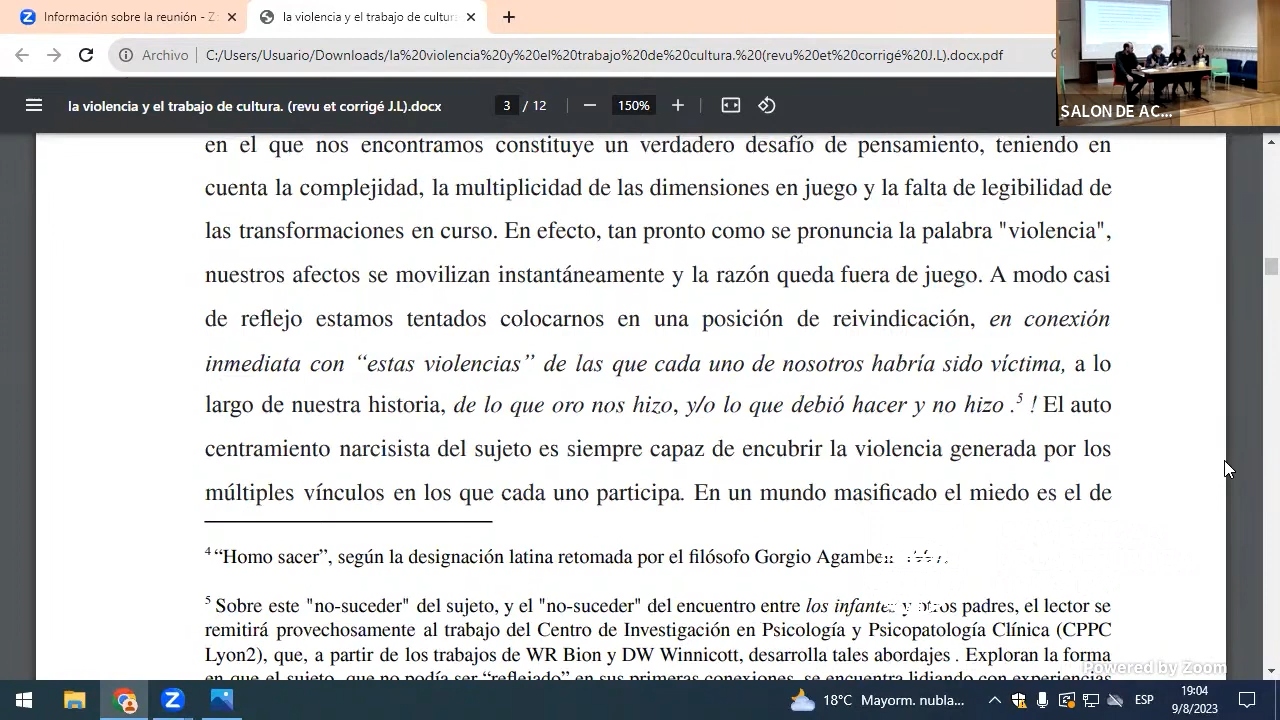 Información sobre la reunión - Z
la violencia y el trabajo de cultura
Archivo
C:/Users/Usuario/Downloads/la%20violencia%20y%20el%20trabajo%20de%20cultura.%20(revu%20et%20corrigé%20J.L).docx.pdf
SALON DE AC...
la violencia y el trabajo de cultura. (revu et corrigé J.L).docx
3 / 12
150%
en el que nos encontramos constituye un verdadero desafío de pensamiento, teniendo en
cuenta la complejidad, la multiplicidad de las dimensiones en juego y la falta de legibilidad de
las transformaciones en curso. En efecto, tan pronto como se pronuncia la palabra "violencia",
nuestros afectos se movilizan instantáneamente y la razón queda fuera de juego. A modo casi
de reflejo estamos tentados colocarnos en una posición de reivindicación, en conexión
inmediata con “estas violencias” de las que cada uno de nosotros habría sido víctima, a lo
largo de nuestra historia, de lo que oro nos hizo, y/o lo que debió hacer y no hizo .5 ! El auto
centramiento narcisista del sujeto es siempre capaz de encubrir la violencia generada por los
múltiples vínculos en los que cada uno participa. En un mundo masificado el miedo es el de
4 “Homo sacer”, según la designación latina retomada por el filósofo Gorgio Agamben
5 Sobre este "no-suceder" del sujeto, y el "no-suceder" del encuentro entre los infantes y otros padres, el lector se
remitirá provechosamente al trabajo del Centro de Investigación en Psicología y Psicopatología Clínica (CPPC
Lyon2), que, a partir de los trabajos de WR Bion y DW Winnicott, desarrolla tales abordajes . Exploran la forma
Powered by Zoom
18°C Mayorm. nubla...
ESP
19:04
9/8/2023